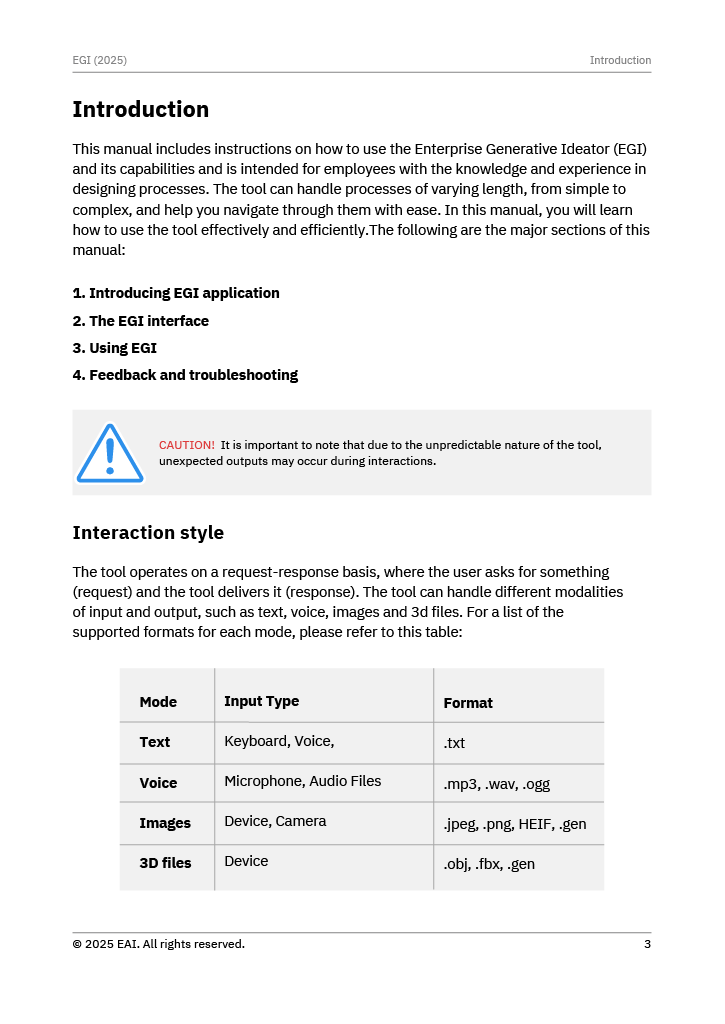 EGI (2025) Introduction
Introduction
This manual includes instructions on how to use the Enterprise Generative Ideator (EGI)
and its capabilities and is intended for employees with the knowledge and experience in
designing processes. The tool can handle processes of varying length, from simple to
complex, and help you navigate through them with ease. In this manual, you will learn
how to use the tool effectively and efficiently.The following are the major sections of this
manual:
1. Introducing EGI application
2. The EGI interface
3. Using EGI
4. Feedback and troubleshooting
CAUTION! It is important to note that due to the unpredictable nature of the tool,
unexpected outputs may occur during interactions.
Interaction style
The tool operates on a request-response basis, where the user asks for something
(request) and the tool delivers it (response). The tool can handle different modalities
of input and output, such as text, voice, images and 3d files. For a list of the
supported formats for each mode, please refer to this table:
Mode Input Type Format
Text Keyboard, Voice, .txt
Voice Microphone, Audio Files .mp3, .wav, .ogg
Images Device, Camera .jpeg, .png, HEIF, .gen
3D files Device .obj, .fbx, .gen
© 2025 EAI. All rights reserved. 3